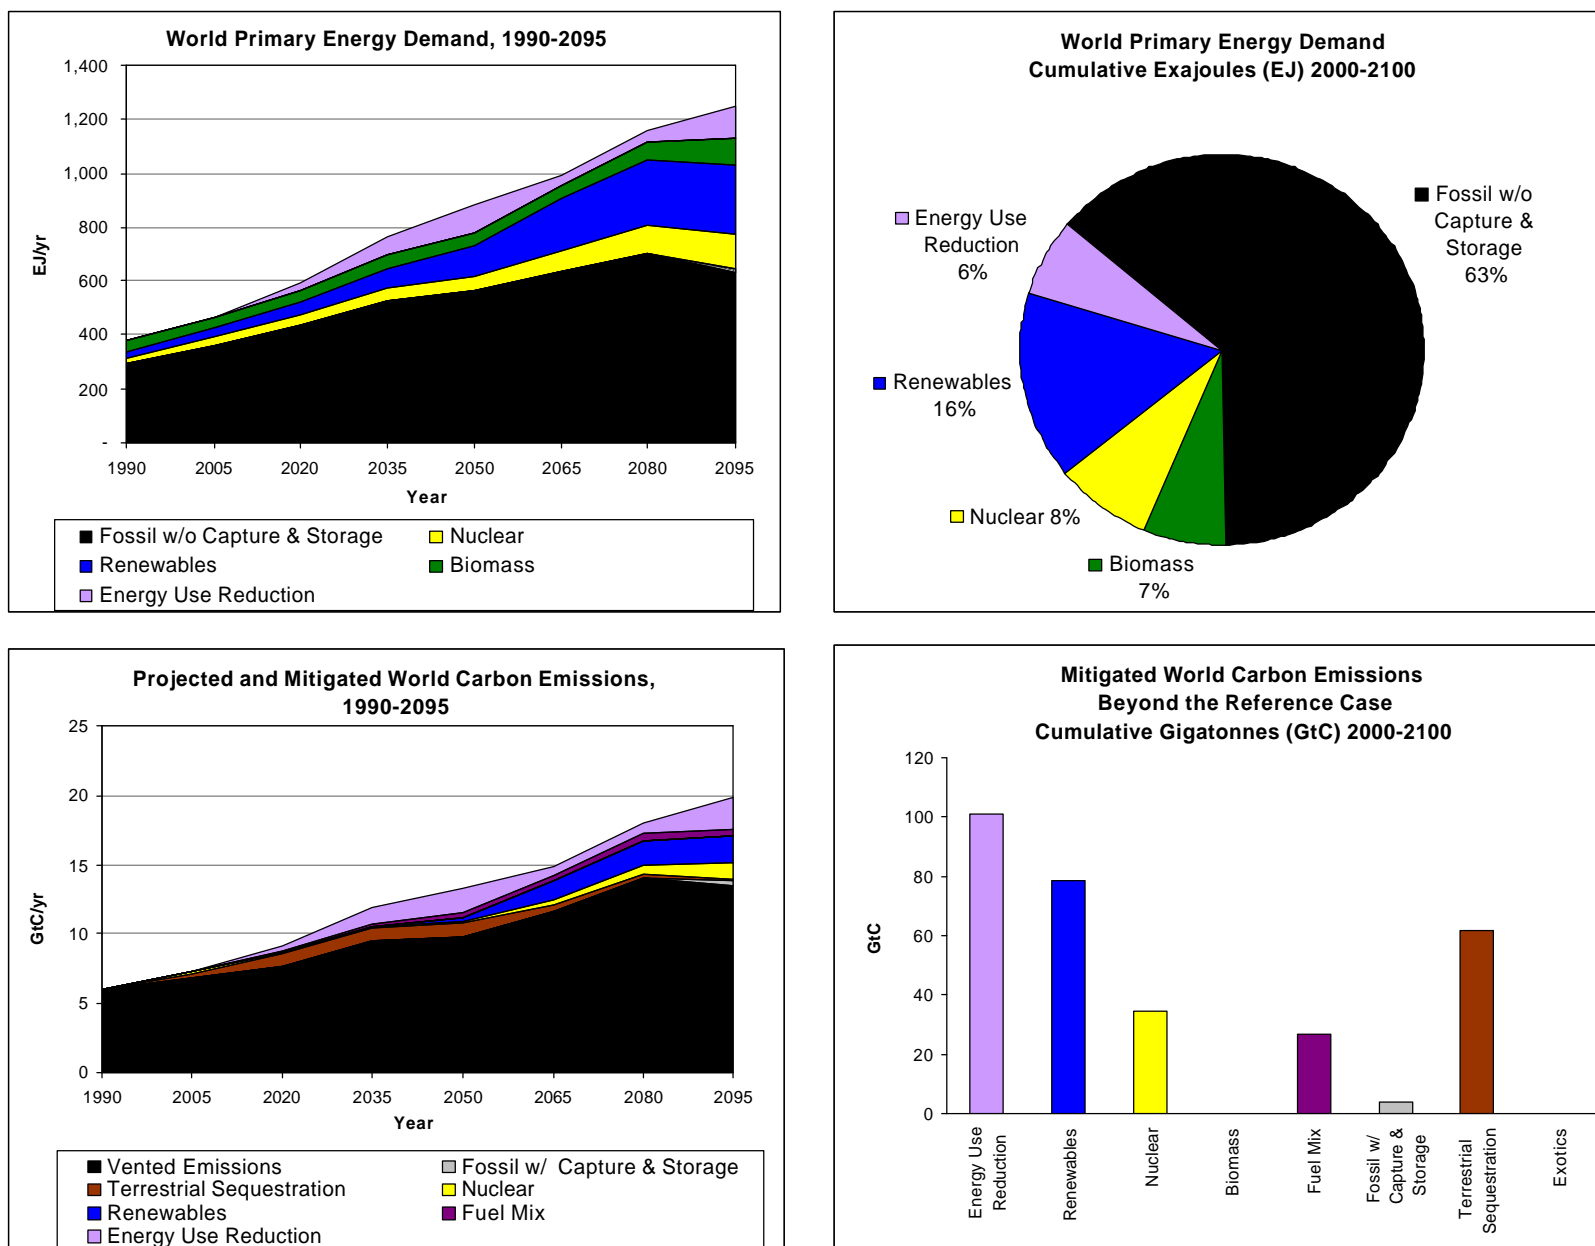 World Primary Energy Demand, 1990-2095
1,400
1,200
1,000
800
600
400
200
-
EJ/yr
1990 2005 2020 2035 2050 2065 2080 2095
Year
Fossil w/o Capture & Storage Nuclear
Renewables Biomass
Energy Use Reduction
World Primary Energy Demand
Cumulative Exajoules (EJ) 2000-2100
Fossil w/o
Capture &
Storage
63%
Energy Use
Reduction
6%
Renewables
16%
Nuclear 8%
Biomass
7%
Projected and Mitigated World Carbon Emissions,
1990-2095
25
20
15
10
5
0
GtC/yr
1990 2005 2020 2035 2050 2065 2080 2095
Year
Vented Emissions Fossil w/ Capture & Storage
Terrestrial Sequestration Nuclear
Renewables Fuel Mix
Energy Use Reduction
Mitigated World Carbon Emissions
Beyond the Reference Case
Cumulative Gigatonnes (GtC) 2000-2100
120
100
80
60
40
20
0
GtC
Energy Use
Reduction
Renewables
Nuclear
Biomass
Fuel Mix
Fossil w/
Capture &
Storage
Terrestrial
Sequestration
Exotics